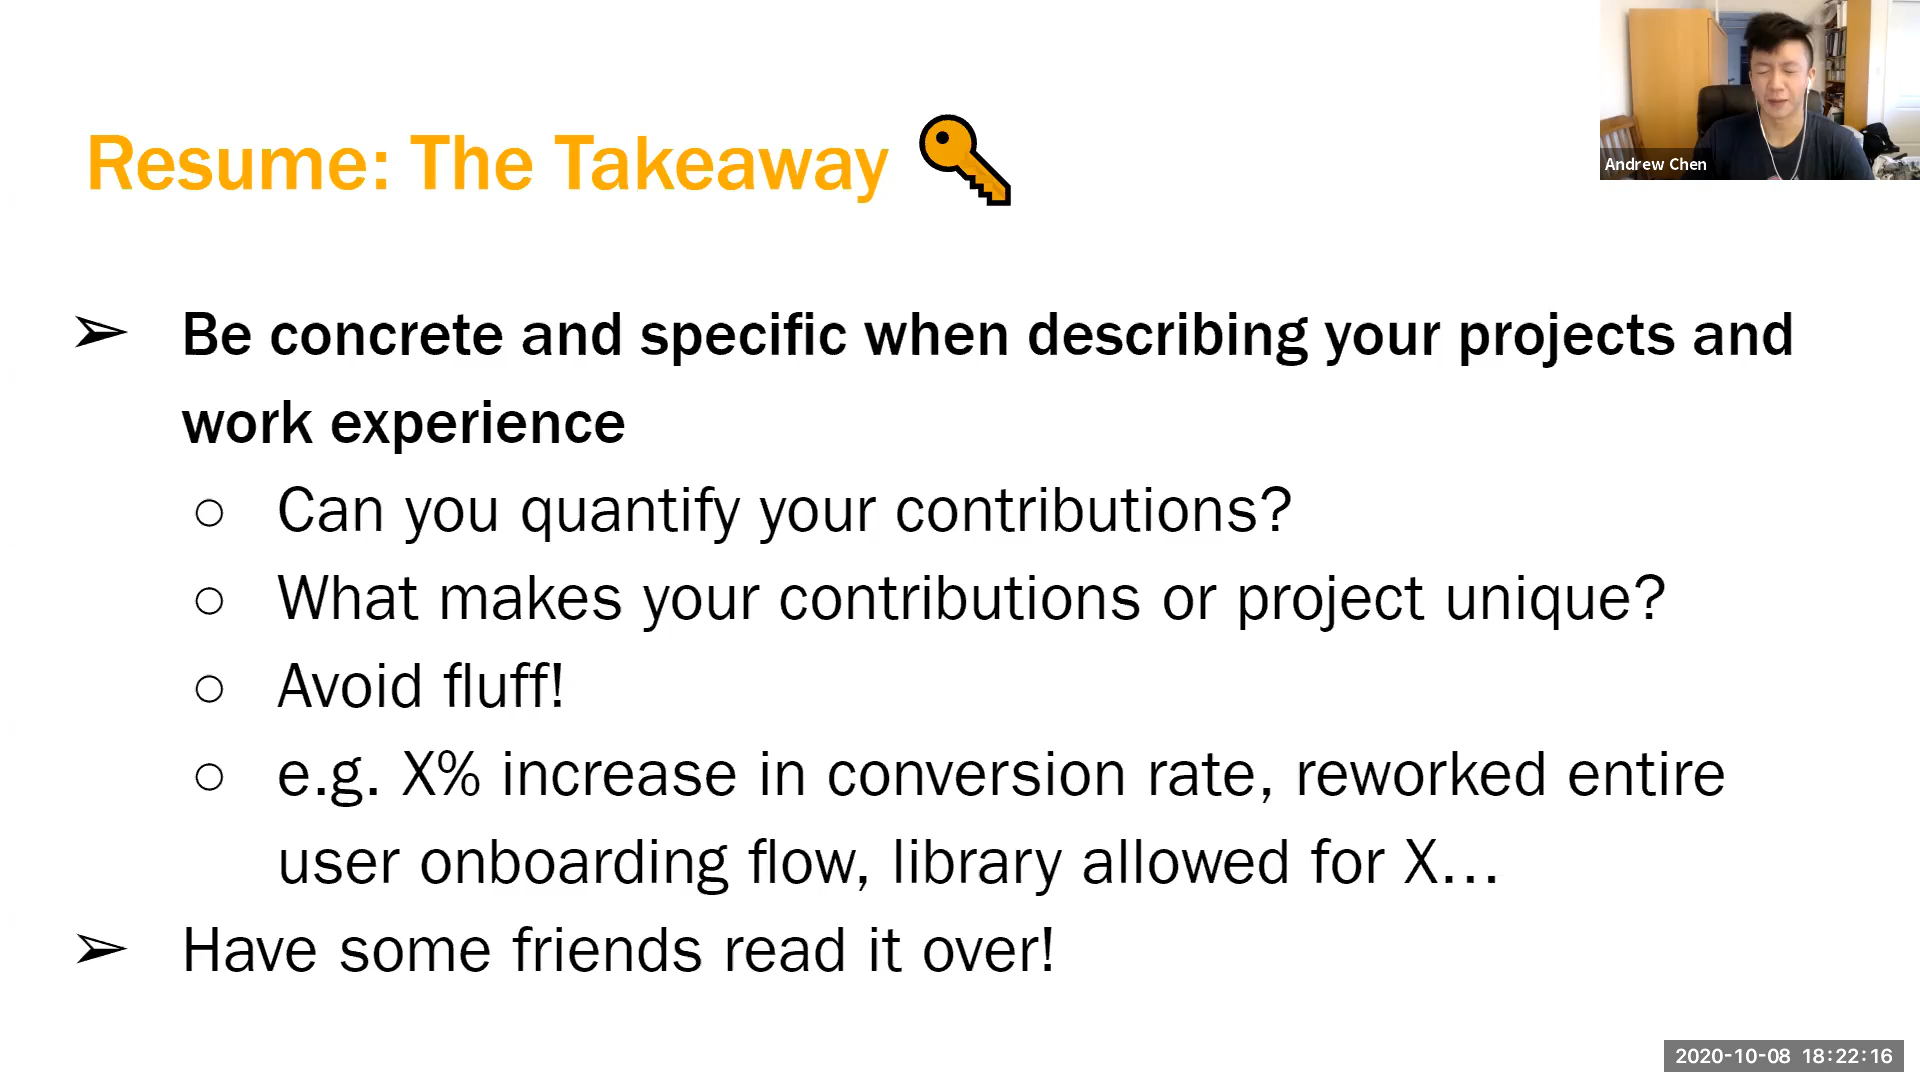 Resume: The Takeaway
Andrew Chen
➢ Be concrete and specific when describing your projects and
work experience
○ Can you quantify your contributions?
○ What makes your contributions or project unique?
○ Avoid fluff!
○ e.g. X% increase in conversion rate, reworked entire
user onboarding flow, library allowed for X...
➢ Have some friends read it over!
2020-10-08 18:22:16